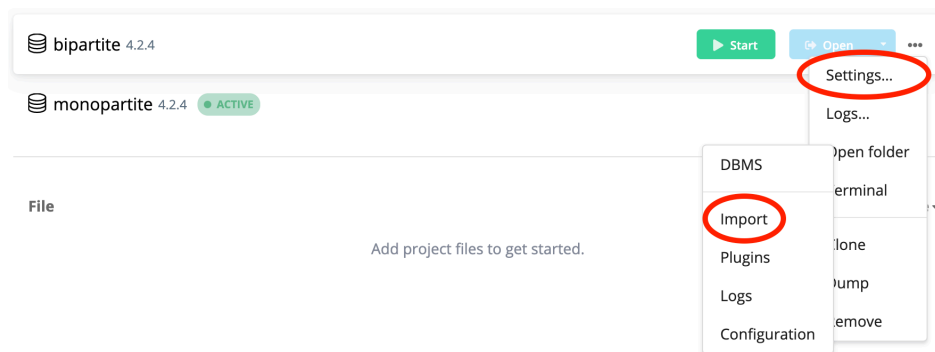 bipartite 4.2.4
Start
Open
Settings...
monopartite 4.2.4 ACTIVE
Logs...
Open folder
DBMS
erminal
File
Import
lone
Add project files to get started.
Plugins
ump
Logs
emove
Configuration